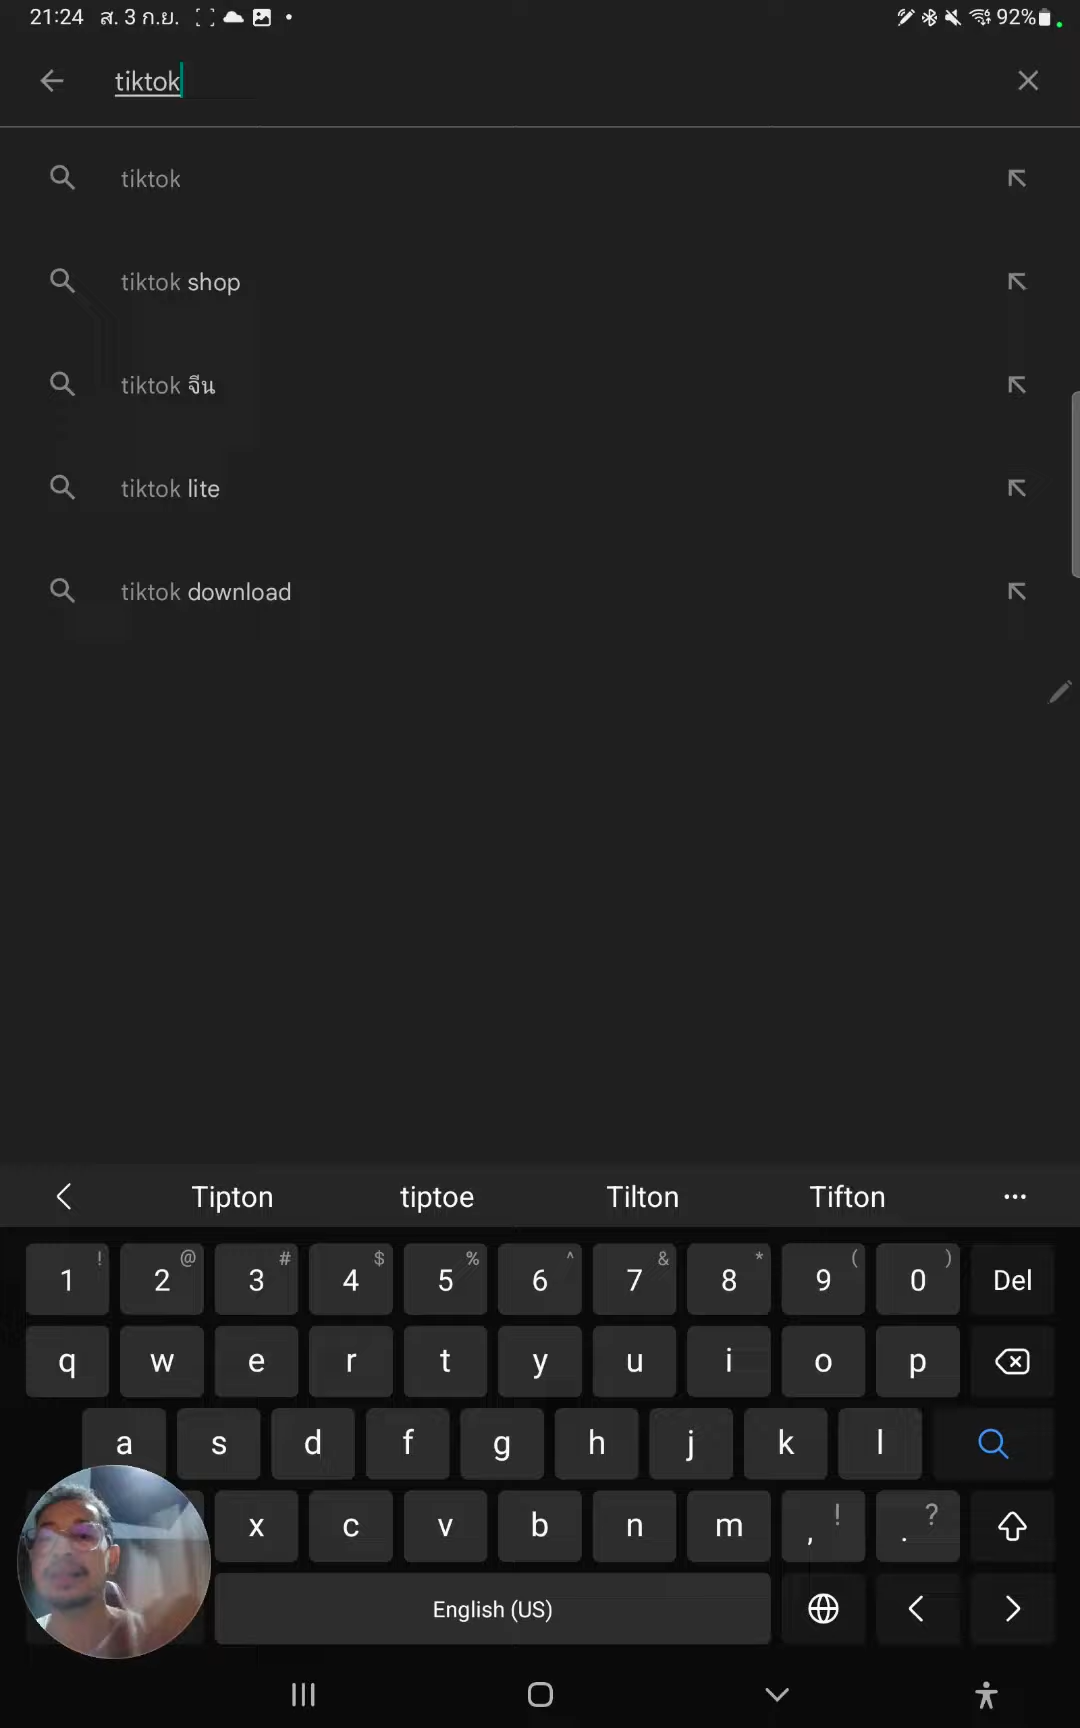 21:24 ส. 3 ก.ย. 92%
tiktok
tiktok
tiktok shop
tiktok จีน
tiktok lite
tiktok download
Tipton tiptoe Tilton Tifton ...
! @ # $ % ^ & * ( )
1 2 3 4 5 6 7 8 9 0 Del
q w e r t y u i o p
a s d f g h j k l
! ?
x c v b n m , .
English (US)